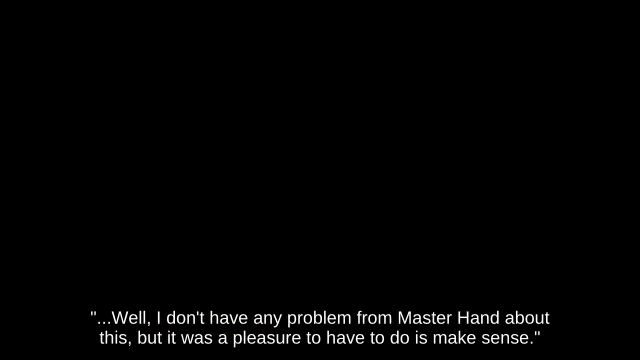 "...Well, I don't have any problem from Master Hand about
this, but it was a pleasure to have to do is make sense."